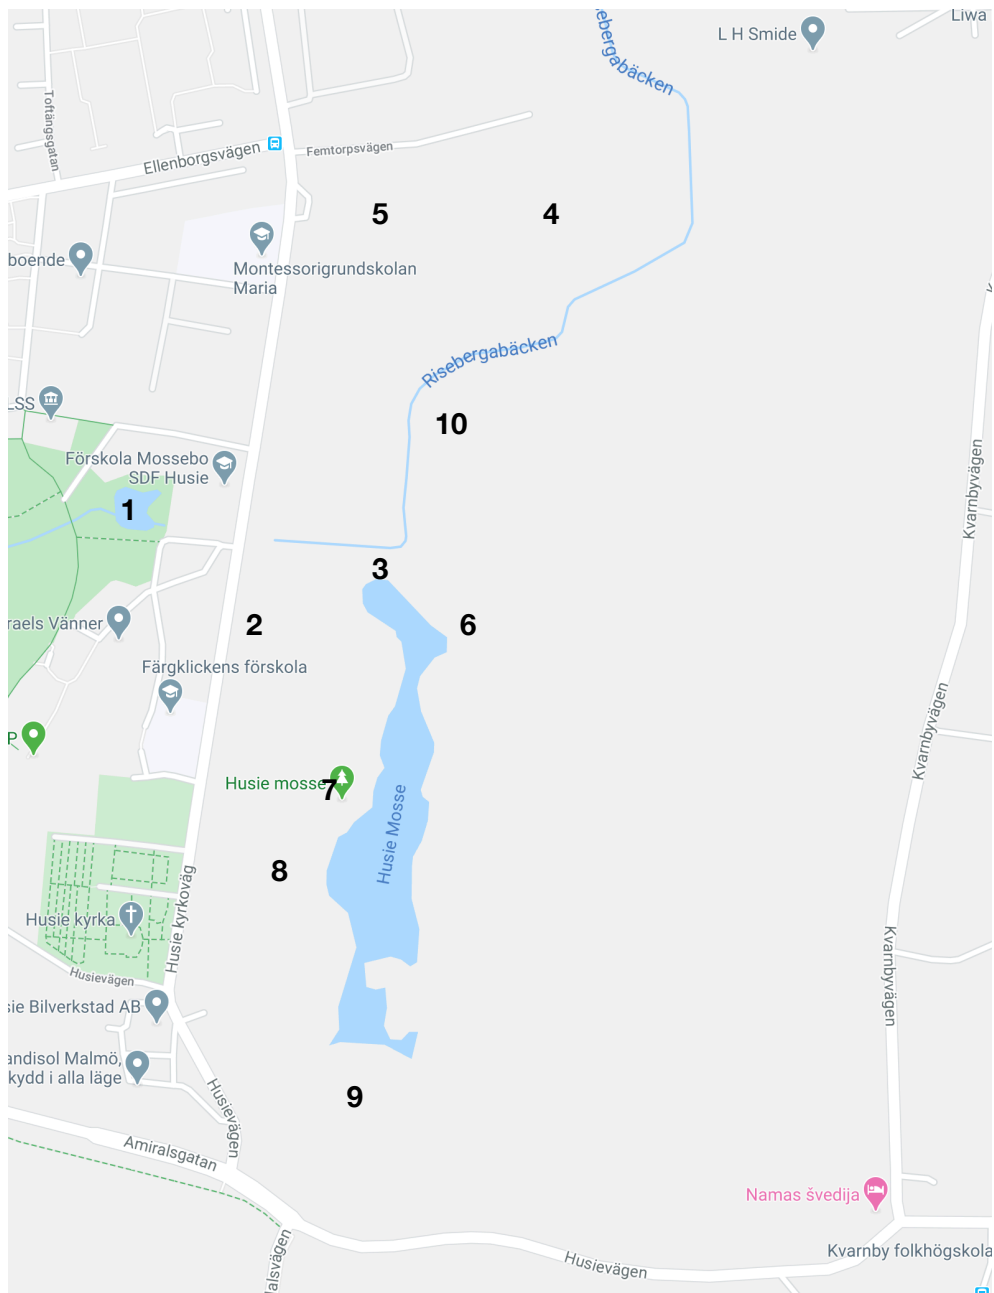 Liwa
L H Smide
ebergabäcken
Toftängsgatan
Ellenborgsvägen
Femtorpsvägen
5
4
boende
Montessorigrundskolan
Maria
Risebergabäcken
LSS
10
Förskola Mossebo
SDF Husie
Kvarnbyvägen
1
3
raels Vänner
2
6
Färgklickens förskola
Kvarnbyvägen
P
Husie mosse
7
Husie Mosse
8
Husie kyrkoväg
Husie kyrka
Kvarnbyvägen
Husievägen
sie Bilverkstad AB
andisol Malmö,
kydd i alla läge
Husievägen
9
Amiralsgatan
Namas švedija
alsvägen
Husievägen
Kvarnby folkhögskola